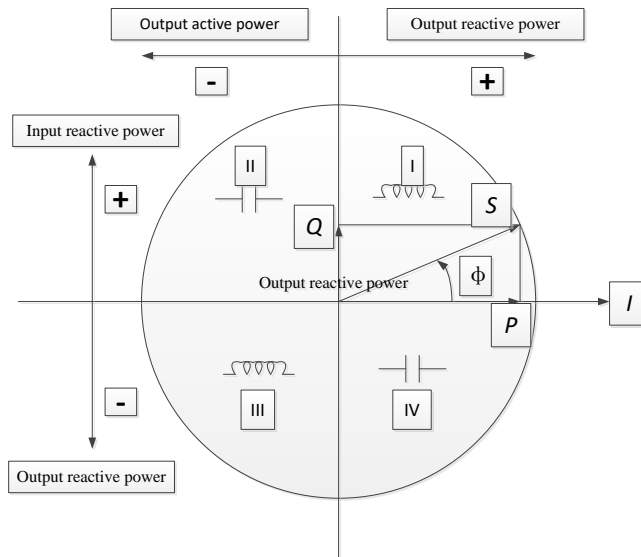 Output active power
Output reactive power
-
+
Input reactive power
II
I
+
Q
S
Output reactive power
ϕ
P
I
-
III
IV
Output reactive power